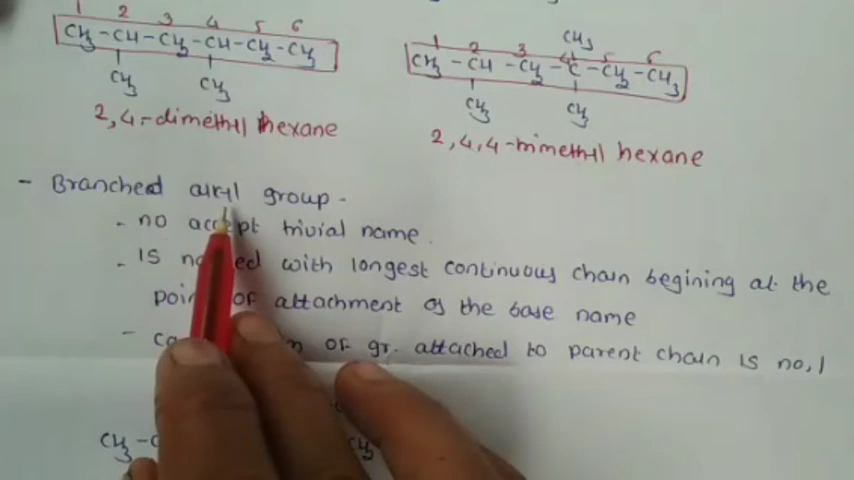 1 2 3 4 5 6
CH3 - CH - CH2 - CH - CH2 - CH3
CH3 CH3
2,4-dimethyl hexane
CH3
1 2 3 4 5 6
CH3 - CH - CH2 - C - CH2 - CH3
CH3 CH3
2,4,4-trimethyl hexane
- Branched alkyl group -
- no accept trivial name.
- Is with longest continuous chain begining at the
of attachment of the base name
- of gr. attached to parent chain is no, 1
CH3 -
CH3